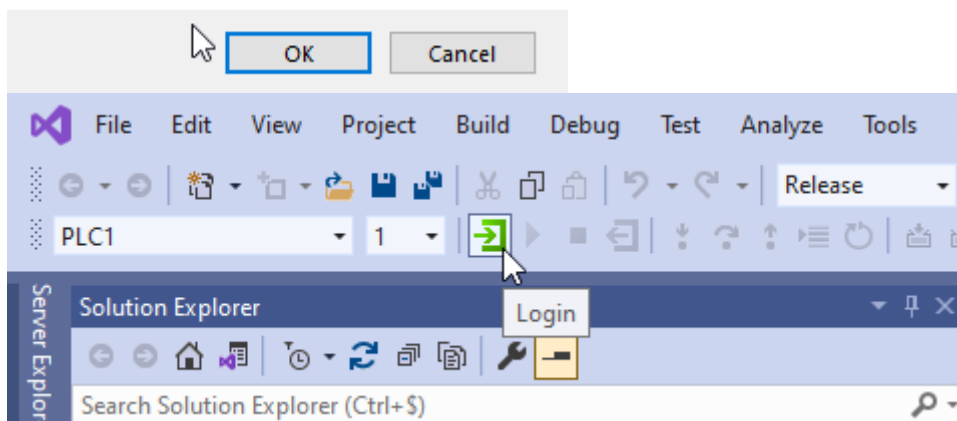 OK Cancel
File Edit View Project Build Debug Test Analyze Tools
Release
PLC1 1
Login
Server Explor
Solution Explorer
Search Solution Explorer (Ctrl+$)